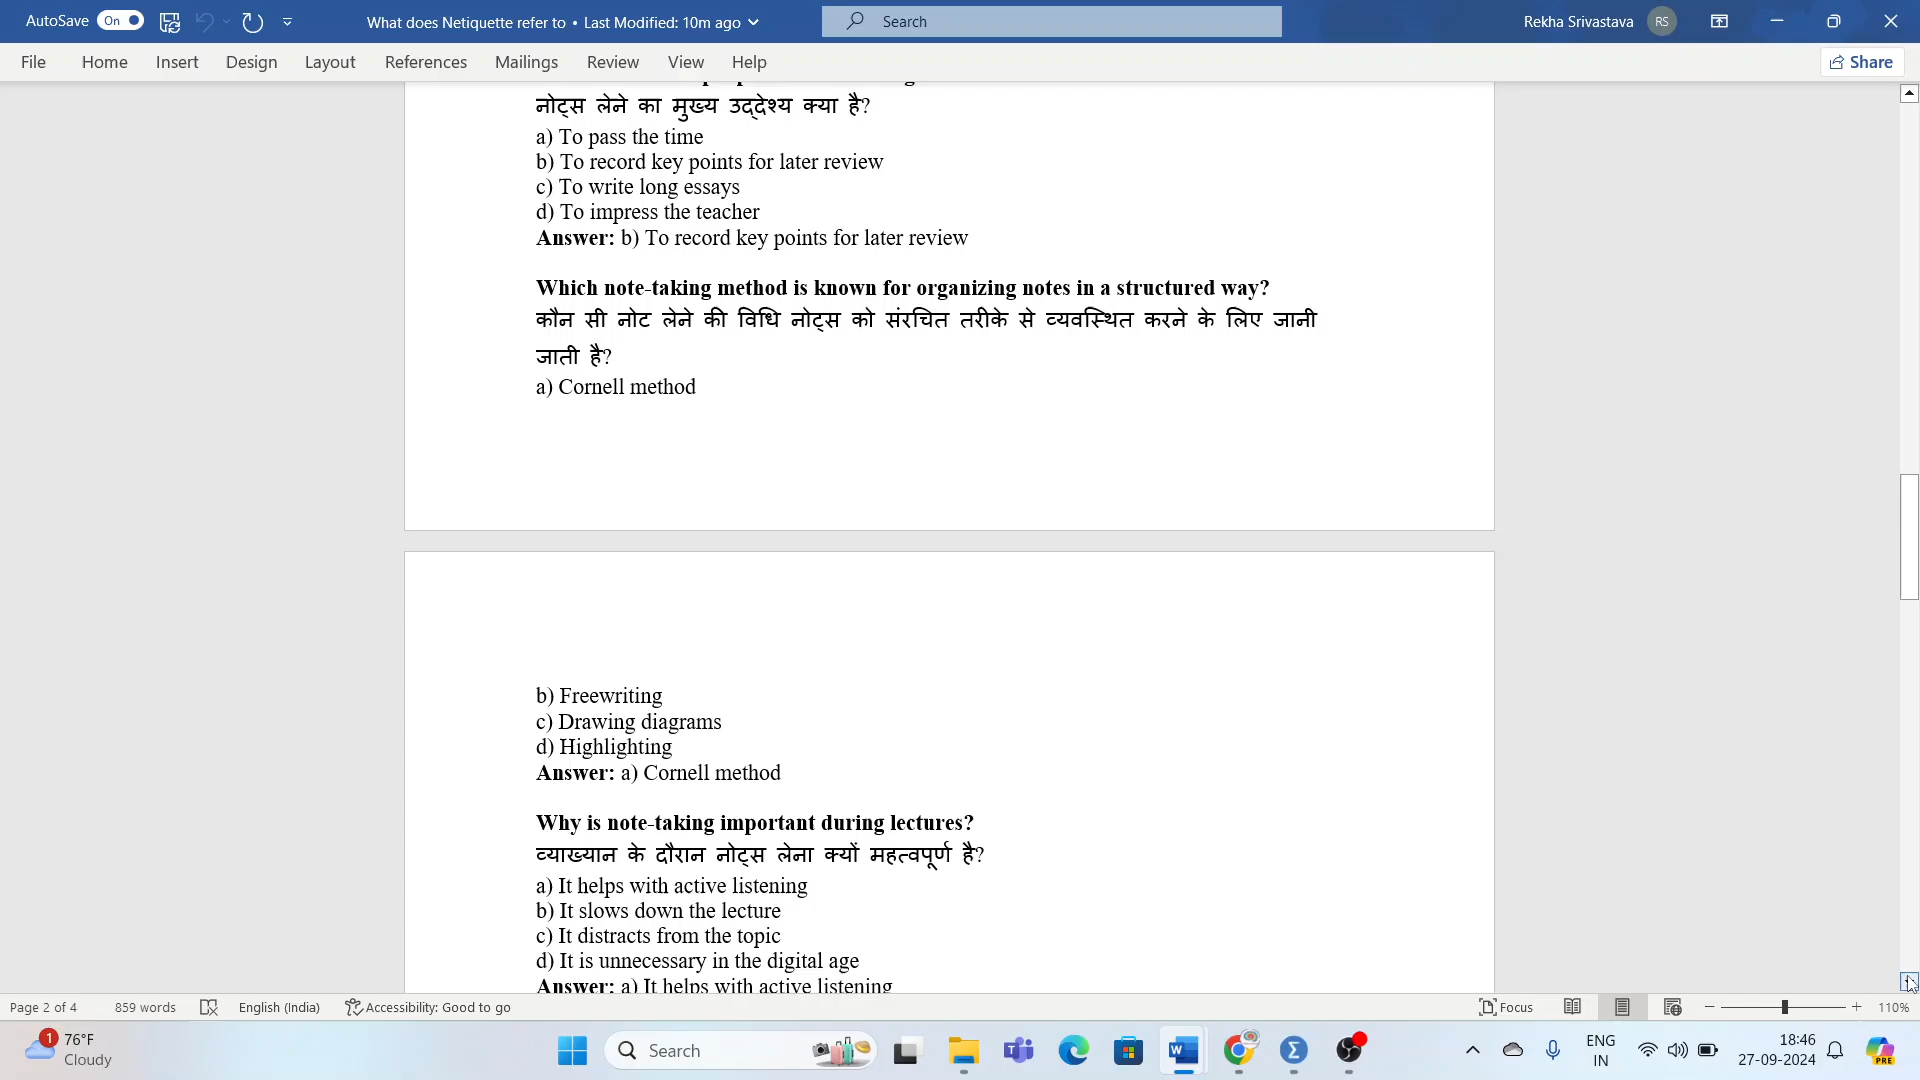 AutoSave On What does Netiquette refer to • Last Modified: 10m ago Search Rekha Srivastava RS
File Home Insert Design Layout References Mailings Review View Help Share
नोट्स लेने का मुख्य उद्देश्य क्या है?
a) To pass the time
b) To record key points for later review
c) To write long essays
d) To impress the teacher
Answer: b) To record key points for later review
Which note-taking method is known for organizing notes in a structured way?
कौन सी नोट लेने की विधि नोट्स को संरचित तरीके से व्यवस्थित करने के लिए जानी
जाती है?
a) Cornell method
b) Freewriting
c) Drawing diagrams
d) Highlighting
Answer: a) Cornell method
Why is note-taking important during lectures?
व्याख्यान के दौरान नोट्स लेना क्यों महत्वपूर्ण है?
a) It helps with active listening
b) It slows down the lecture
c) It distracts from the topic
d) It is unnecessary in the digital age
Answer: a) It helps with active listening
Page 2 of 4 859 words English (India) Accessibility: Good to go Focus 110%
1 76°F Search ENG 18:46
Cloudy IN 27-09-2024 PRE